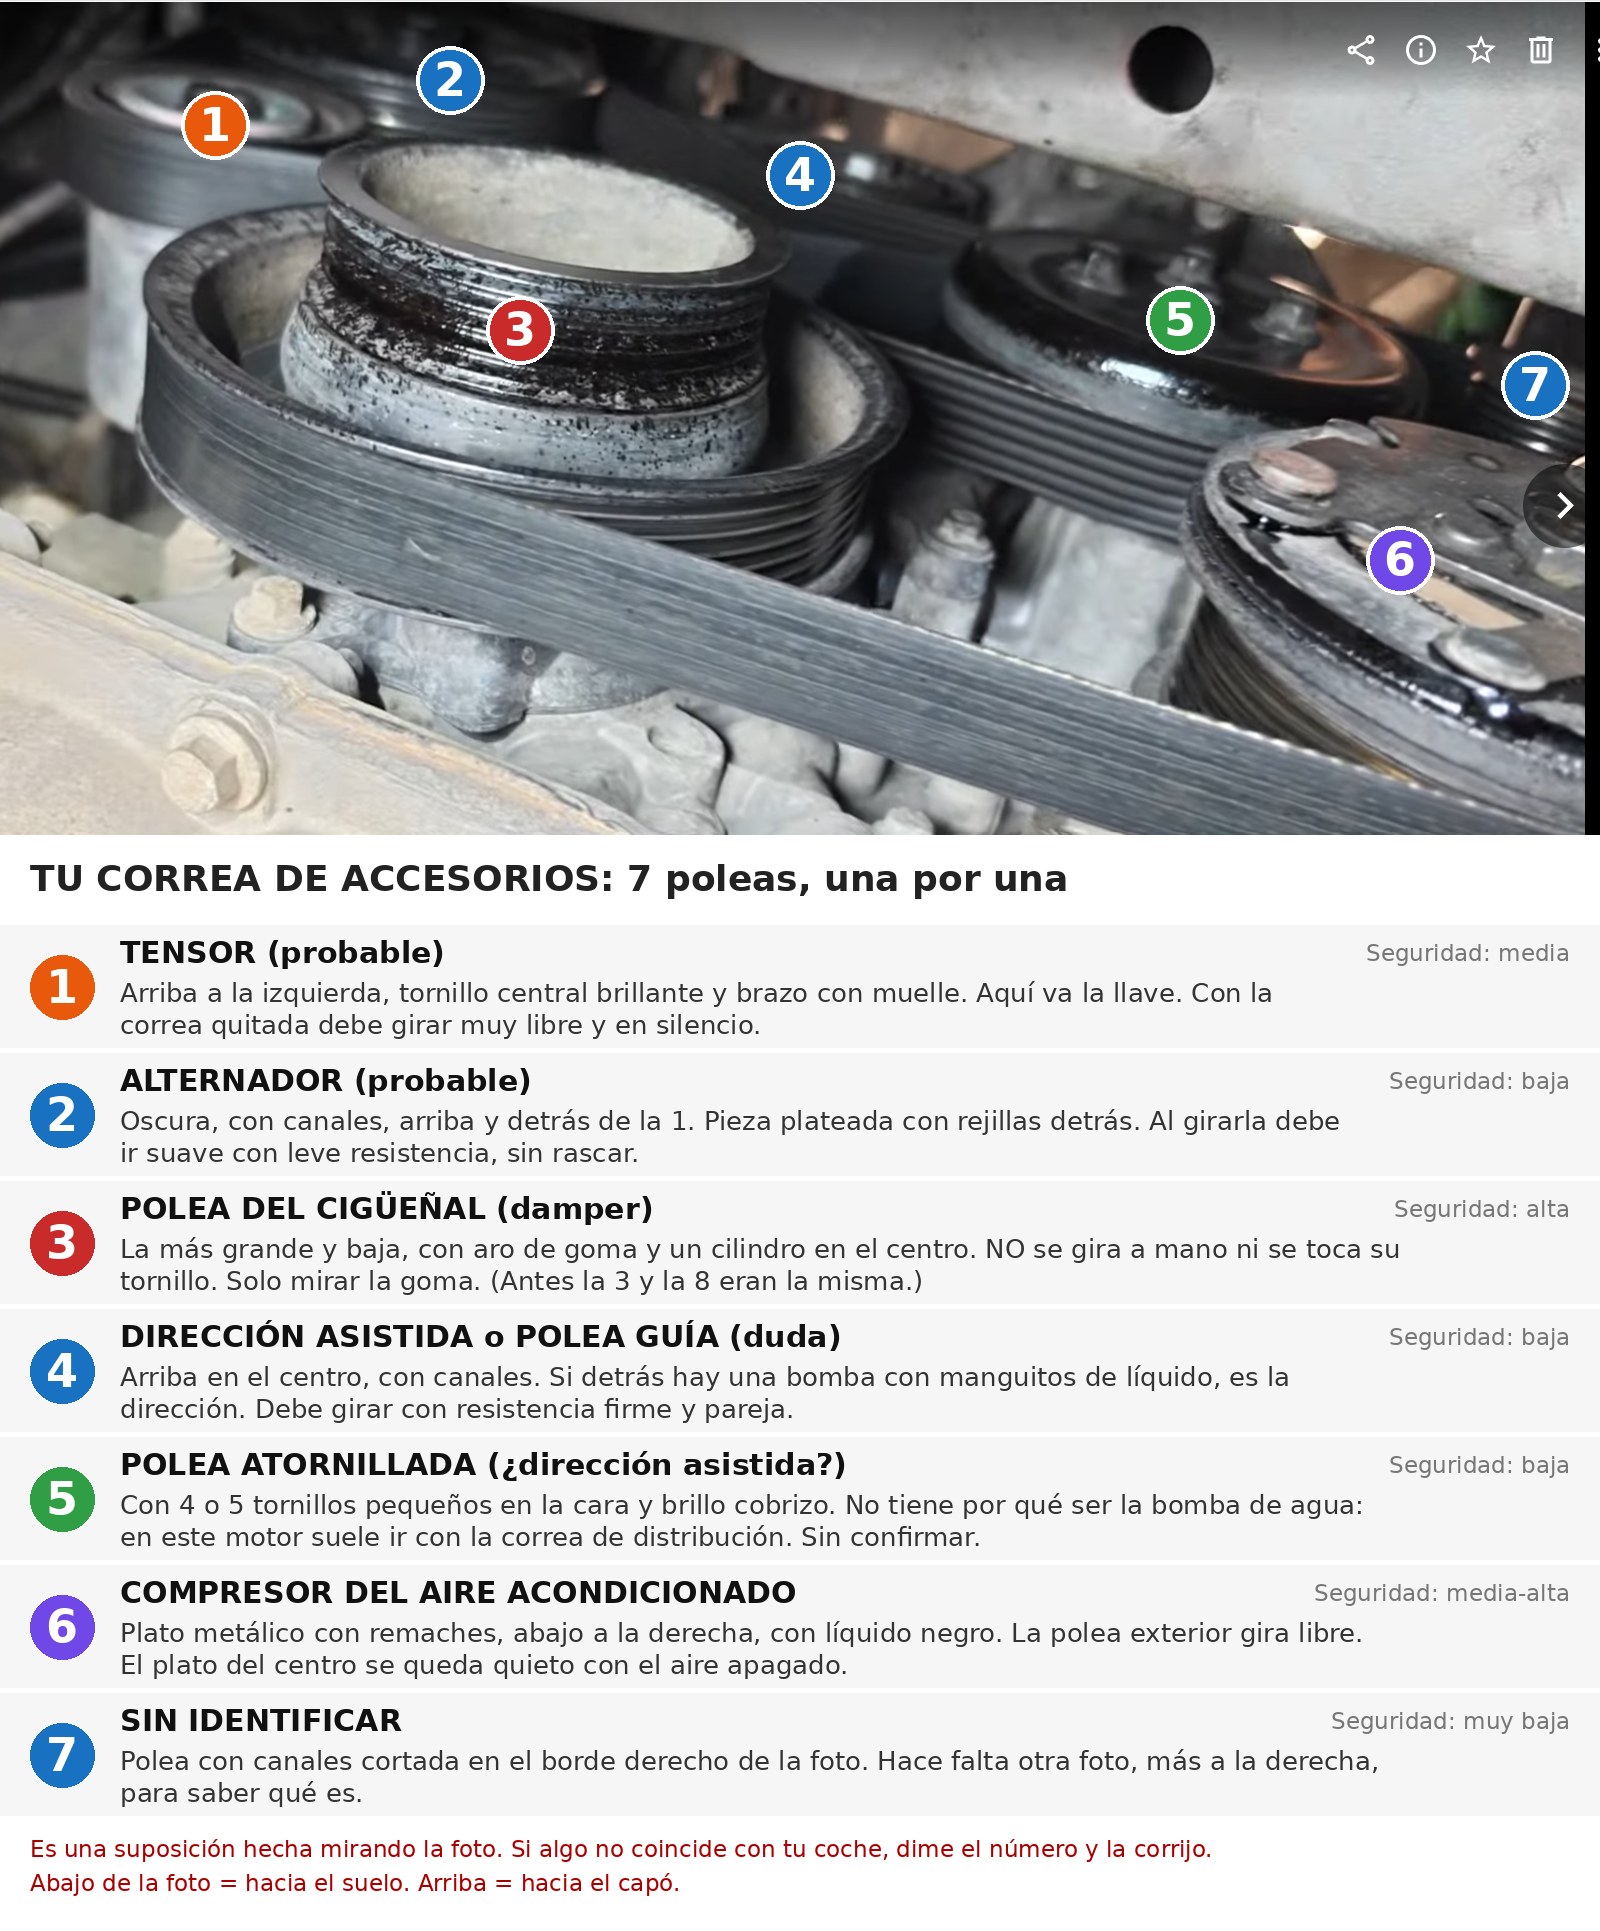 1
2
3
4
5
6
7
TU CORREA DE ACCESORIOS: 7 poleas, una por una
1
TENSOR (probable)
Seguridad: media
Arriba a la izquierda, tornillo central brillante y brazo con muelle. Aquí va la llave. Con la
correa quitada debe girar muy libre y en silencio.
2
ALTERNADOR (probable)
Seguridad: baja
Oscura, con canales, arriba y detrás de la 1. Pieza plateada con rejillas detrás. Al girarla debe
ir suave con leve resistencia, sin rascar.
3
POLEA DEL CIGÜEÑAL (damper)
Seguridad: alta
La más grande y baja, con aro de goma y un cilindro en el centro. NO se gira a mano ni se toca su
tornillo. Solo mirar la goma. (Antes la 3 y la 8 eran la misma.)
4
DIRECCIÓN ASISTIDA o POLEA GUÍA (duda)
Seguridad: baja
Arriba en el centro, con canales. Si detrás hay una bomba con manguitos de líquido, es la
dirección. Debe girar con resistencia firme y pareja.
5
POLEA ATORNILLADA (¿dirección asistida?)
Seguridad: baja
Con 4 o 5 tornillos pequeños en la cara y brillo cobrizo. No tiene por qué ser la bomba de agua:
en este motor suele ir con la correa de distribución. Sin confirmar.
6
COMPRESOR DEL AIRE ACONDICIONADO
Seguridad: media-alta
Plato metálico con remaches, abajo a la derecha, con líquido negro. La polea exterior gira libre.
El plato del centro se queda quieto con el aire apagado.
7
SIN IDENTIFICAR
Seguridad: muy baja
Polea con canales cortada en el borde derecho de la foto. Hace falta otra foto, más a la derecha,
para saber qué es.
Es una suposición hecha mirando la foto. Si algo no coincide con tu coche, dime el número y la corrijo.
Abajo de la foto = hacia el suelo. Arriba = hacia el capó.